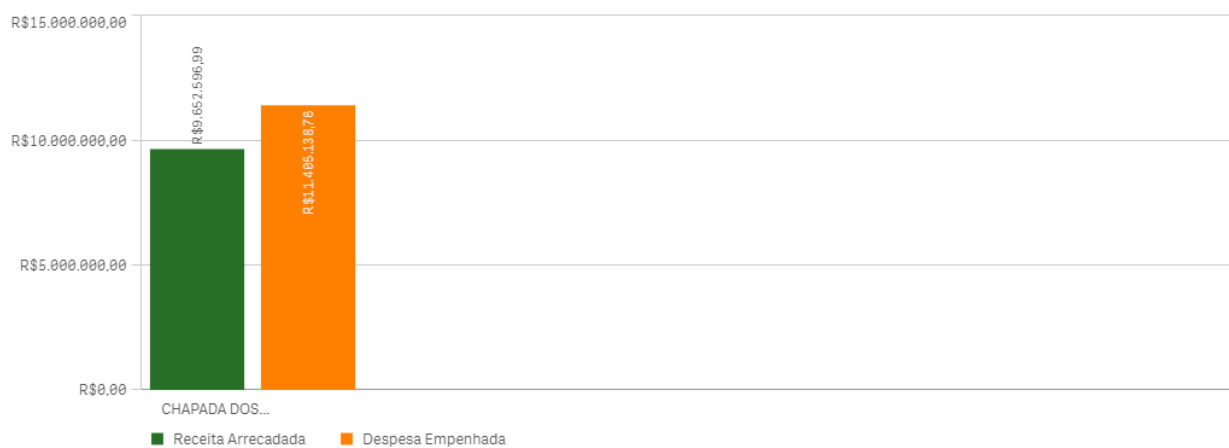 R$15.000.000,00
R$10.000.000,00
R$5.000.000,00
R$0,00
R$9.652.596,99
R$11.405.138,76
CHAPADA DOS...
Receita Arrecadada
Despesa Empenhada